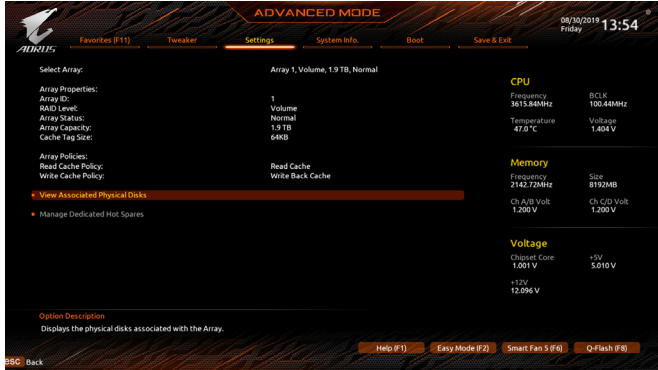 ADVANCED MODE
08/30/2019 13:54
Friday
AORUS
Favorites (F11) Tweaker Settings System Info. Boot Save & Exit
Select Array: Array 1, Volume, 1.9 TB, Normal
Array Properties:
Array ID: 1
RAID Level: Volume
Array Status: Normal
Array Capacity: 1.9 TB
Cache Tag Size: 64KB
Array Policies:
Read Cache Policy: Read Cache
Write Cache Policy: Write Back Cache
View Associated Physical Disks
Manage Dedicated Hot Spares
CPU
Frequency BCLK
3615.84MHz 100.44MHz
Temperature Voltage
47.0 °C 1.404 V
Memory
Frequency Size
2142.72MHz 8192MB
Ch A/B Volt Ch C/D Volt
1.200 V 1.200 V
Voltage
Chipset Core +5V
1.001 V 5.010 V
+12V
12.096 V
Option Description
Displays the physical disks associated with the Array.
Help (F1) Easy Mode (F2) Smart Fan 5 (F6) Q-Flash (F8)
esc Back